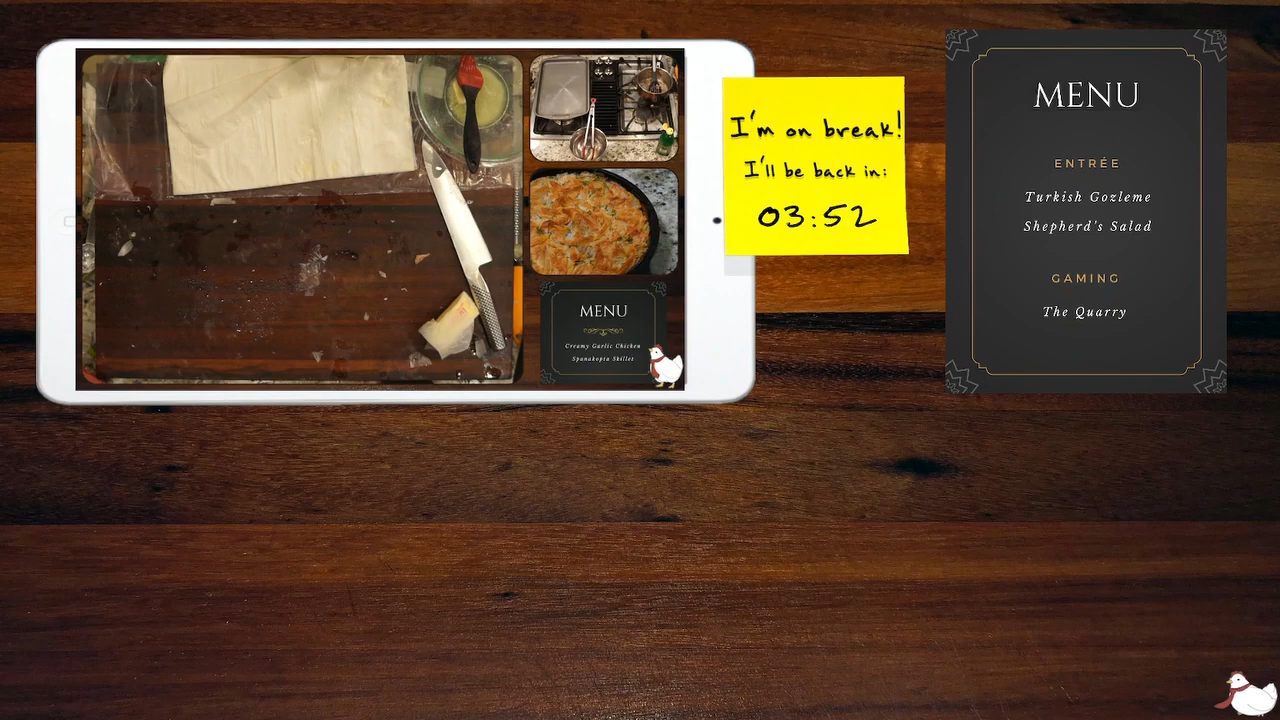 MENU
Creamy Garlic Chicken
Spanakopta Skillet
I'm on break!
I'll be back in:
03:52
MENU
ENTRÉE
Turkish Gozleme
Shepherd's Salad
GAMING
The Quarry